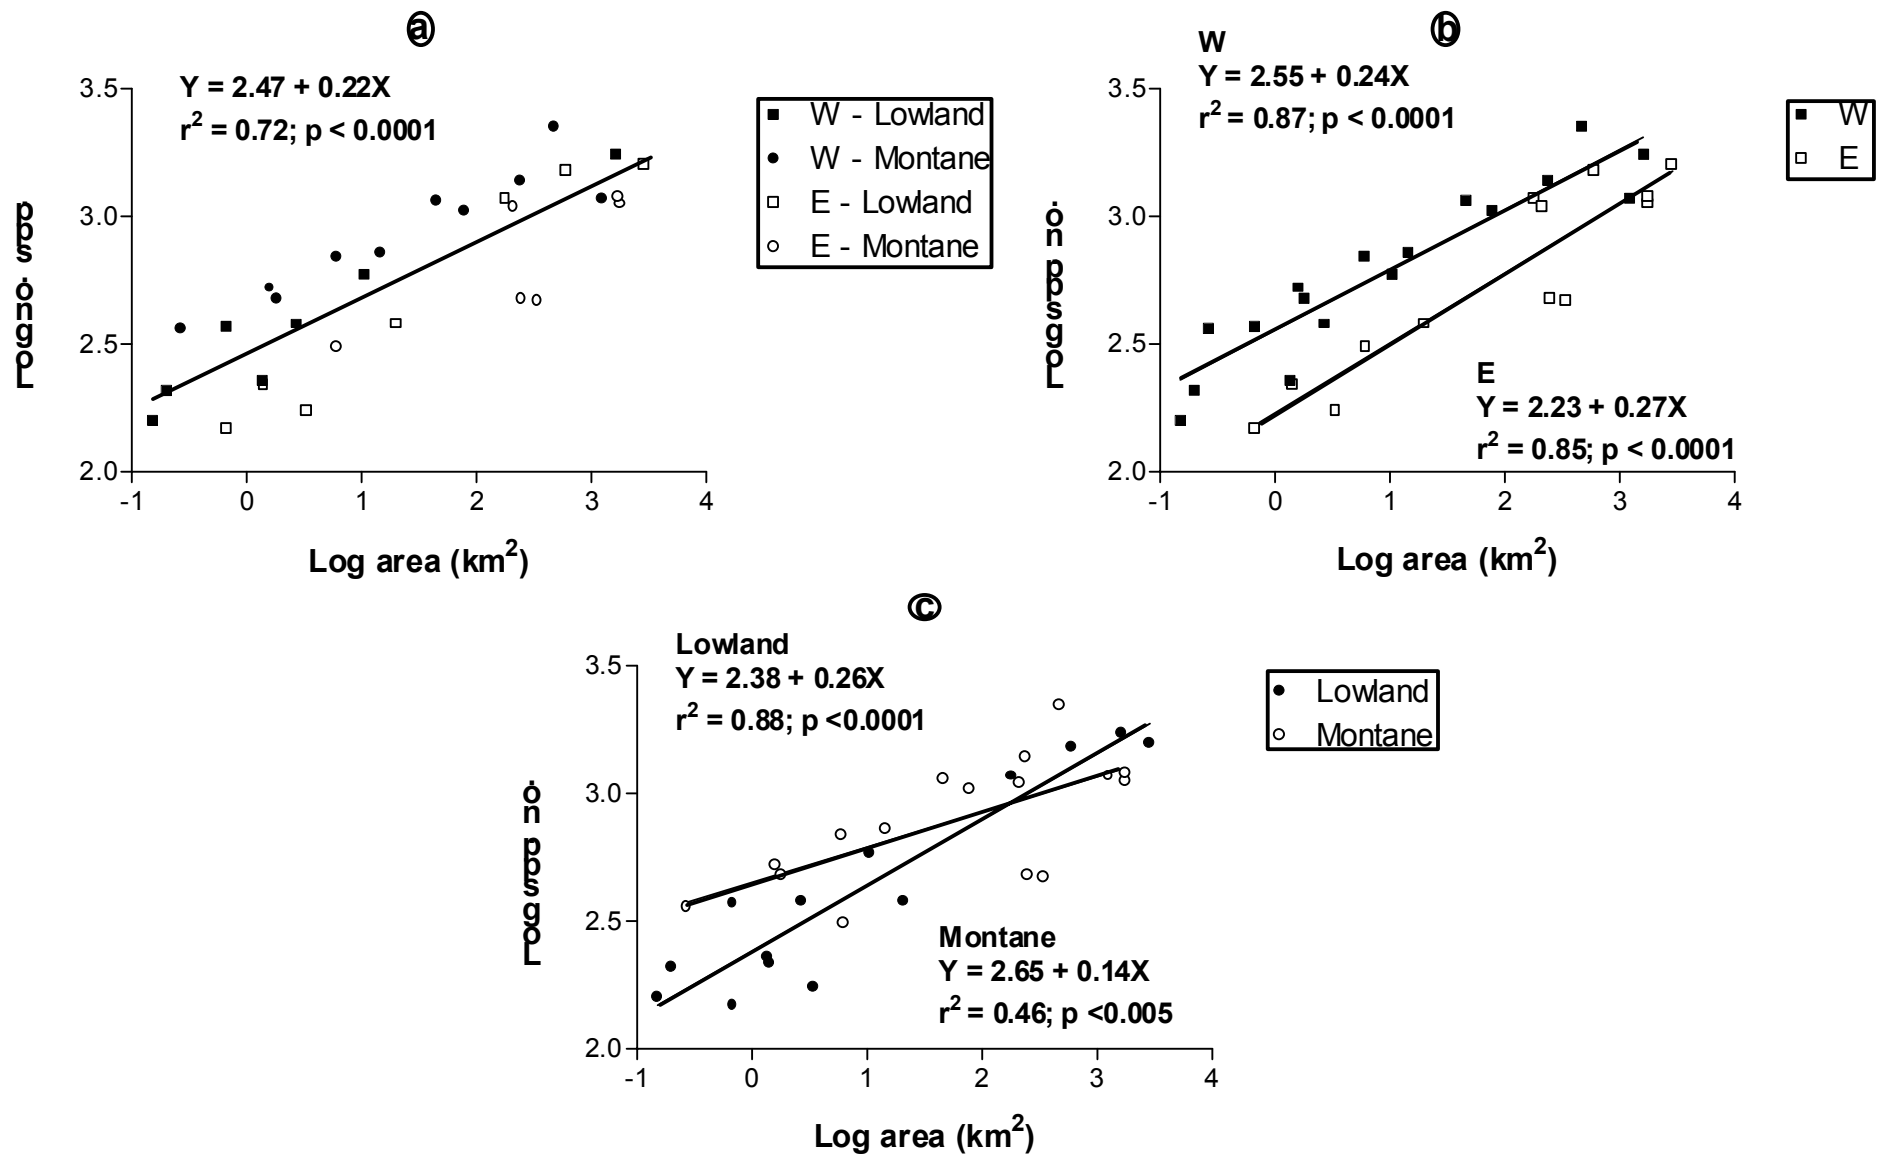 a
Y = 2.47 + 0.22X
r² = 0.72; p < 0.0001
3.5
3.0
2.5
2.0
-1 0 1 2 3 4
Log area (km²)
W - Lowland
W - Montane
E - Lowland
E - Montane
b
W
Y = 2.55 + 0.24X
r² = 0.87; p < 0.0001
3.5
3.0
2.5
2.0
E
Y = 2.23 + 0.27X
r² = 0.85; p < 0.0001
-1 0 1 2 3 4
Log area (km²)
W
E
c
Lowland
Y = 2.38 + 0.26X
r² = 0.88; p <0.0001
3.5
3.0
2.5
2.0
Montane
Y = 2.65 + 0.14X
r² = 0.46; p <0.005
-1 0 1 2 3 4
Log area (km²)
Lowland
Montane